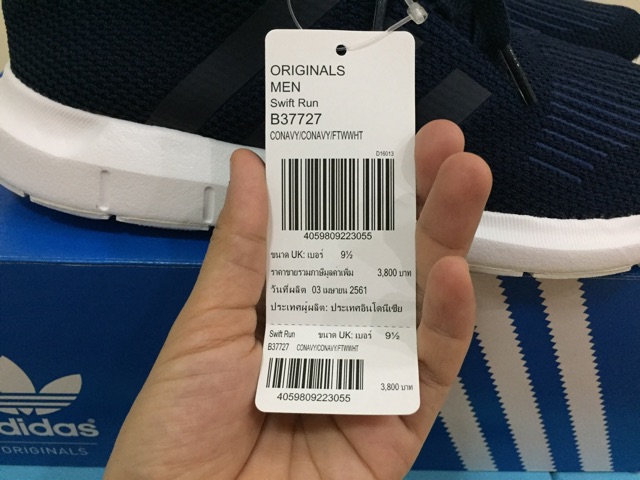 ORIGINALS
MEN
Swift Run
B37727
CONAVY/CONAVY/FTWWHT
D16013
4059809223055
ขนาด UK: เบอร์ 9½
ราคาขายรวมภาษีมูลค่าเพิ่ม 3,800 บาท
วันที่ผลิต 03 เมษายน 2561
ประเทศผู้ผลิต: ประเทศอินโดนีเซีย
Swift Run ขนาด UK: เบอร์ 9½
B37727 CONAVY/CONAVY/FTWWHT
3,800 บาท
4059809223055
adidas
ORIGINALS